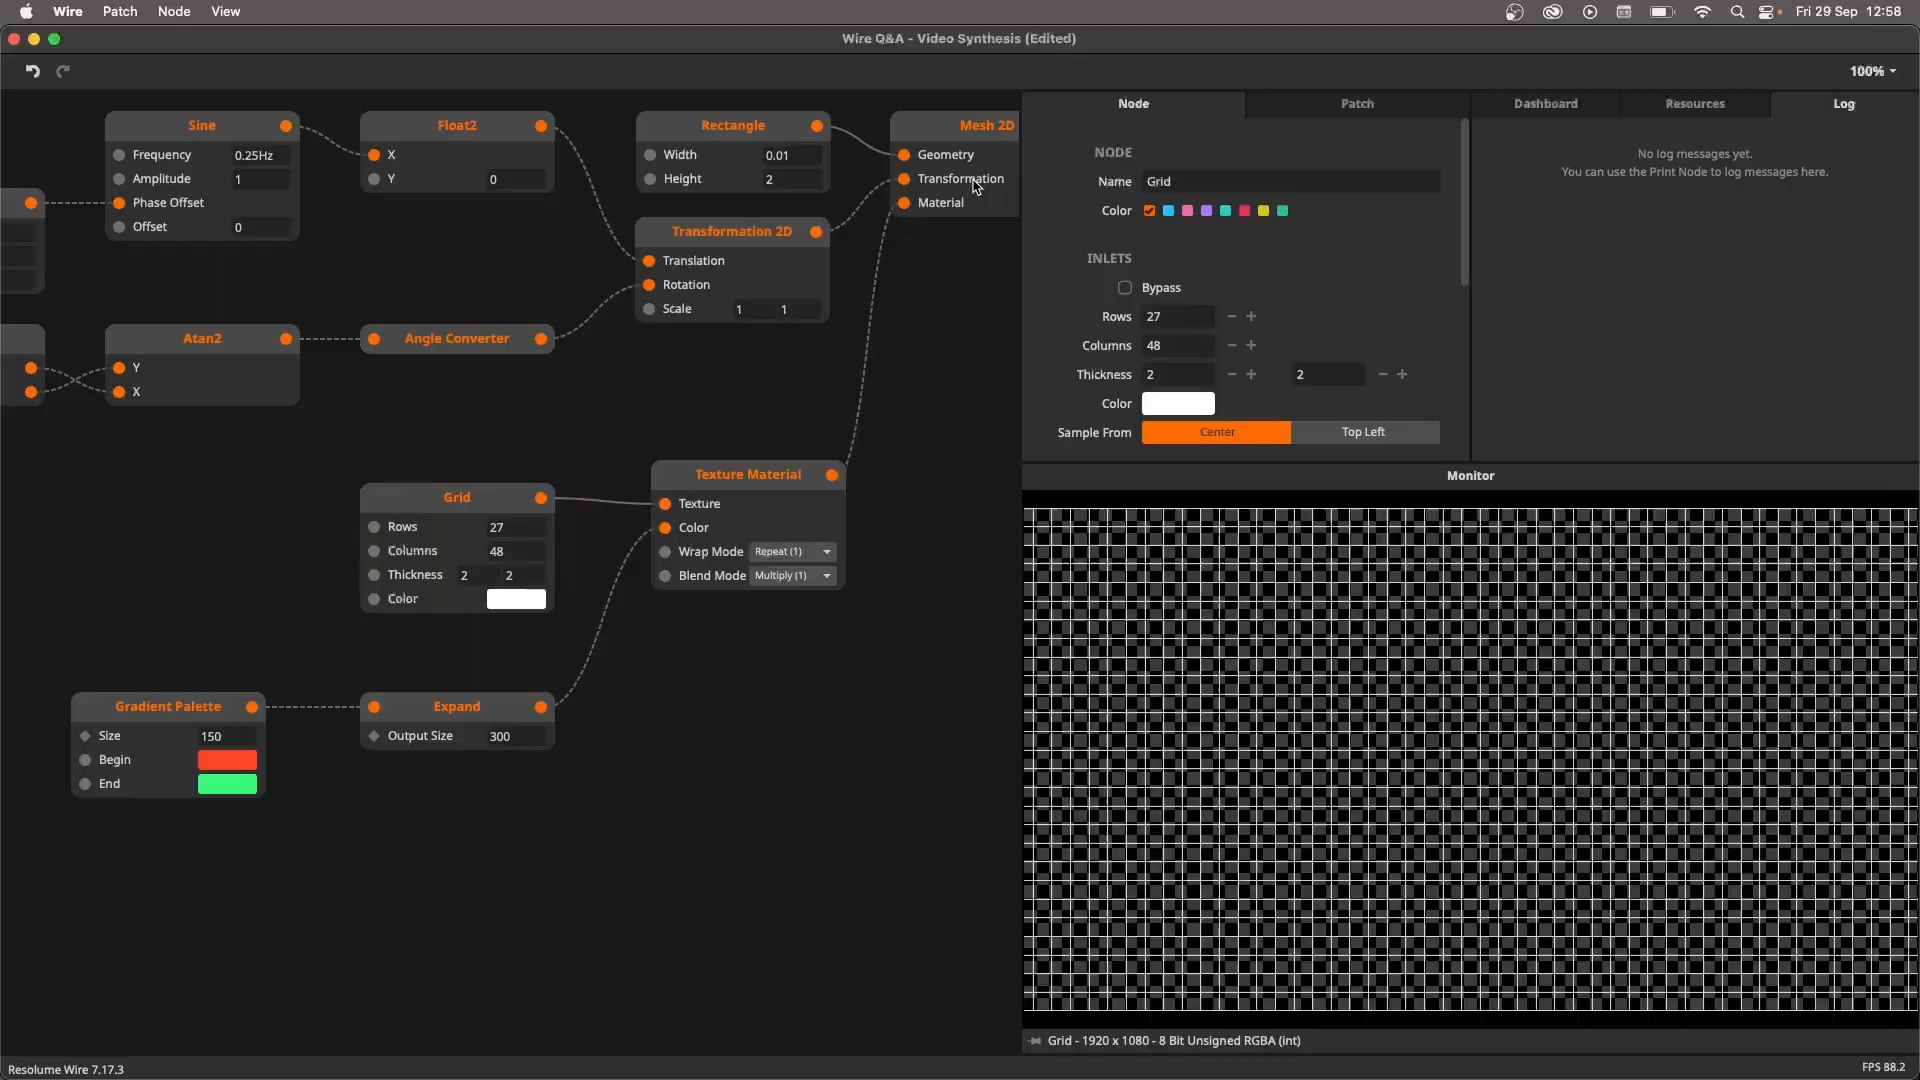 Wire Patch Node View
Fri 29 Sep 12:58
Wire Q&A - Video Synthesis (Edited)
100%
Sine
Frequency 0.25Hz
Amplitude 1
Phase Offset
Offset 0
Float2
X
Y 0
Rectangle
Width 0.01
Height 2
Mesh 2D
Geometry
Transformation
Material
Transformation 2D
Translation
Rotation
Scale 1 1
Atan2
Y
X
Angle Converter
Grid
Rows 27
Columns 48
Thickness 2 2
Color
Texture Material
Texture
Color
Wrap Mode Repeat (1)
Blend Mode Multiply (1)
Gradient Palette
Size 150
Begin
End
Expand
Output Size 300
Node Patch
NODE
Name Grid
Color
INLETS
Bypass
Rows 27
Columns 48
Thickness 2 2
Color
Sample From Center Top Left
Dashboard Resources Log
No log messages yet.
You can use the Print Node to log messages here.
Monitor
Grid - 1920 x 1080 - 8 Bit Unsigned RGBA (int)
Resolume Wire 7.17.3
FPS 88.2